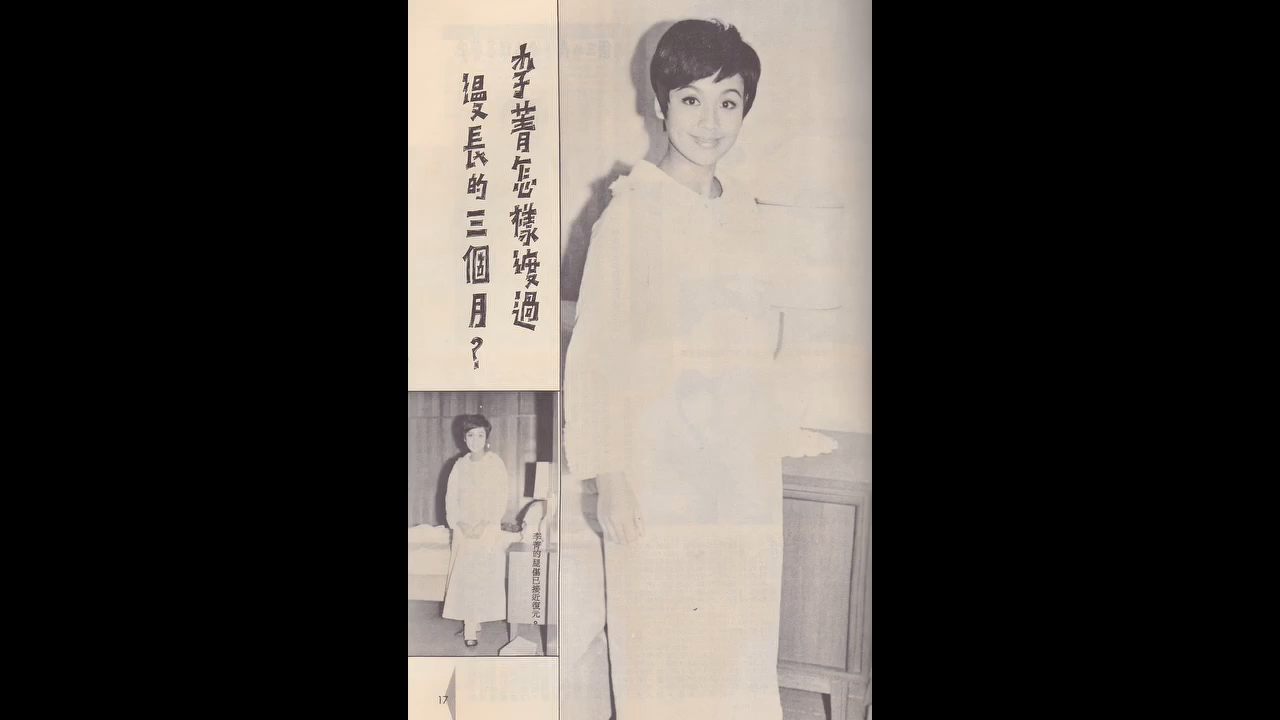 李菁怎樣渡過
漫長的三個月？
李菁的腿傷已接近復元。
17